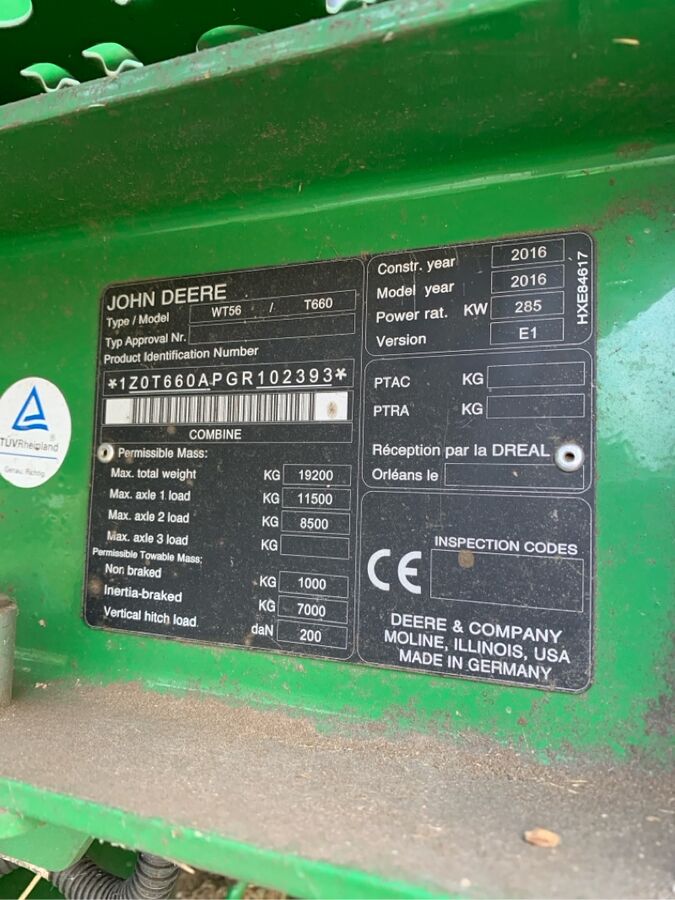 JOHN DEERE
Type / Model WT56 / T660
Typ Approval Nr.
Product Identification Number
*1Z0T660APGR102393*
COMBINE
Permissible Mass:
Max. total weight KG 19200
Max. axle 1 load KG 11500
Max. axle 2 load KG 8500
Max. axle 3 load KG
Permissible Towable Mass:
Non braked KG 1000
Inertia-braked KG 7000
Vertical hitch load daN 200
Constr. year 2016
Model year 2016
Power rat. KW 285
Version E1
HXE84617
PTAC KG
PTRA KG
Réception par la DREAL
Orléans le
CE
INSPECTION CODES
DEERE & COMPANY
MOLINE, ILLINOIS, USA
MADE IN GERMANY
TÜVRheinland
®
Genau. Richtig.